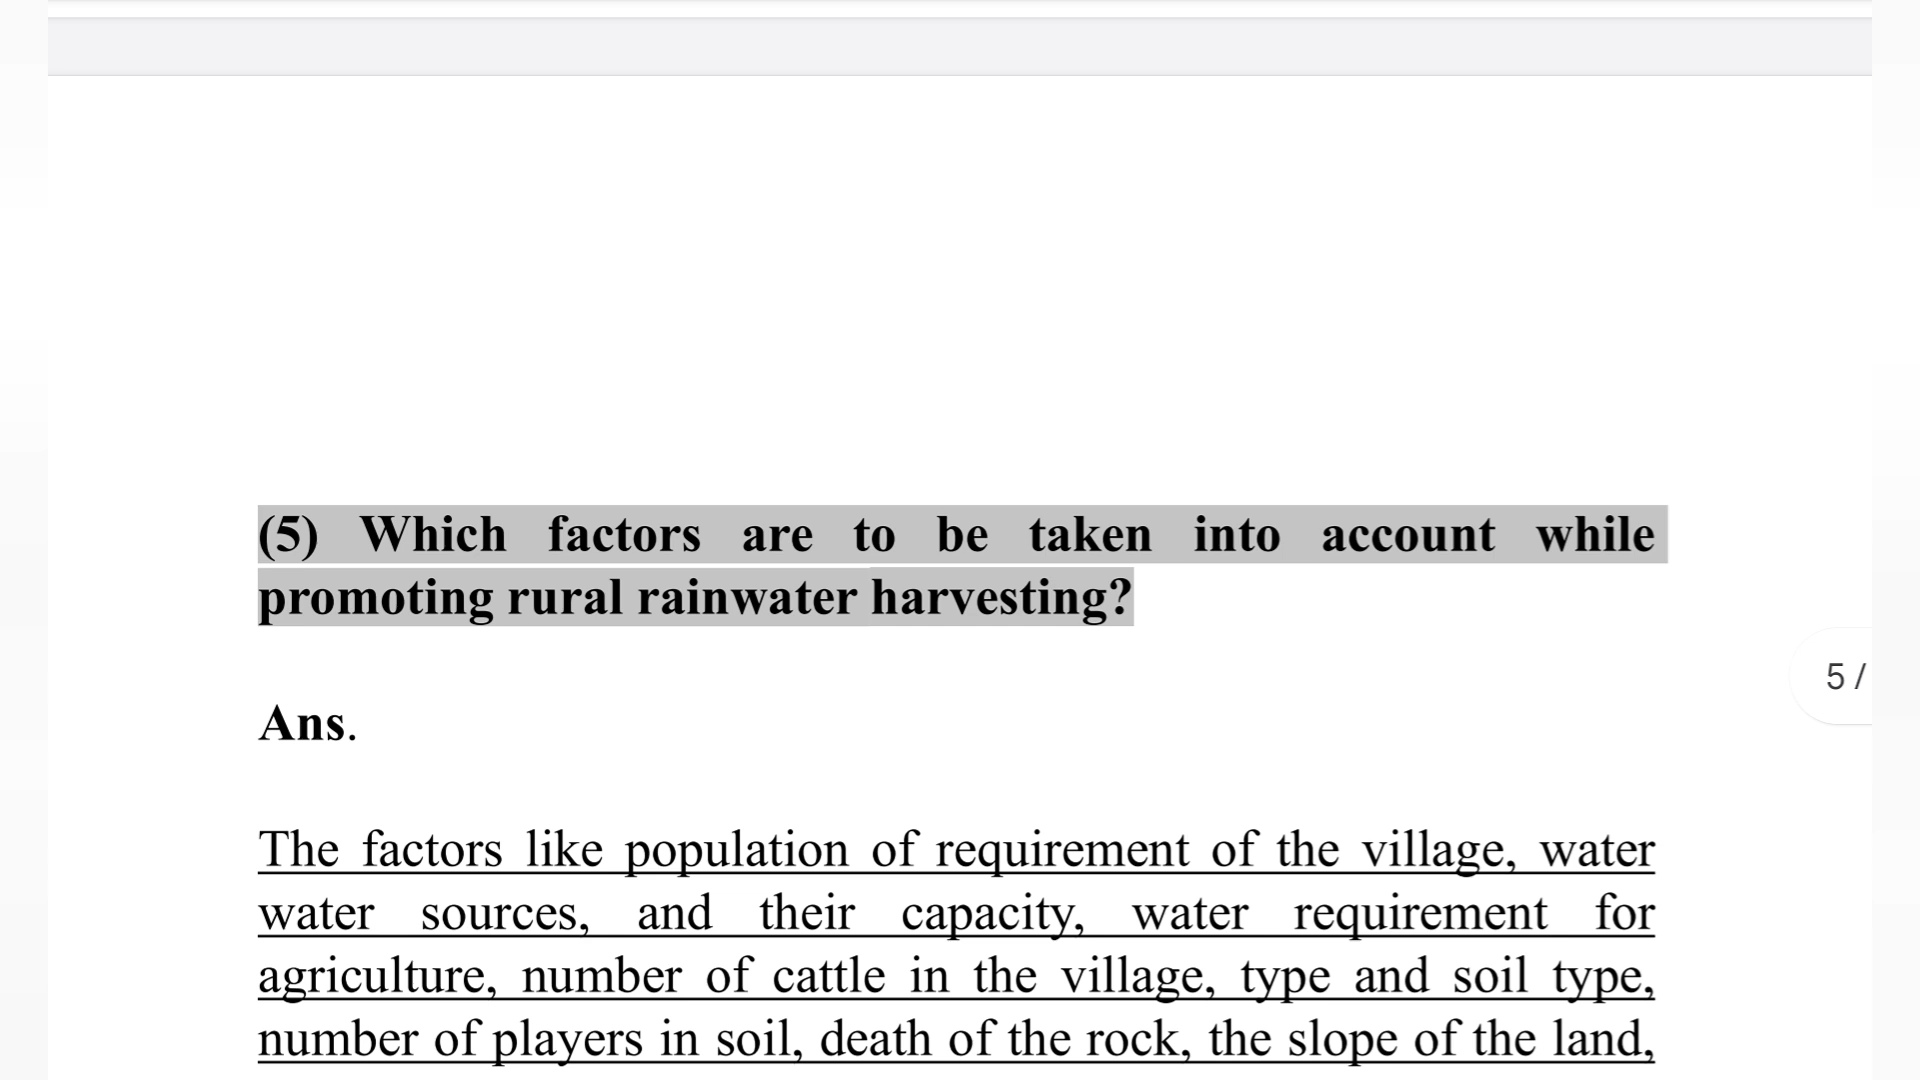 (5) Which factors are to be taken into account while
promoting rural rainwater harvesting?
Ans.
5 /
The factors like population of requirement of the village, water
water sources, and their capacity, water requirement for
agriculture, number of cattle in the village, type and soil type,
number of players in soil, death of the rock, the slope of the land,